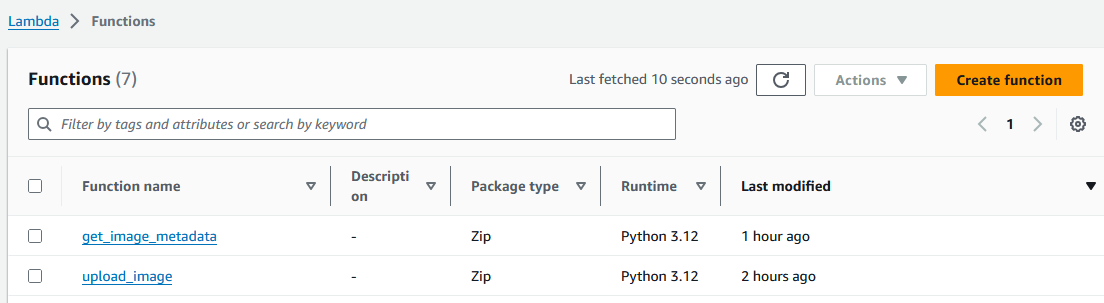 Lambda > Functions
Functions (7) Last fetched 10 seconds ago Actions Create function
Filter by tags and attributes or search by keyword 1
Function name Descripti
on Package type Runtime Last modified
get_image_metadata - Zip Python 3.12 1 hour ago
upload_image - Zip Python 3.12 2 hours ago